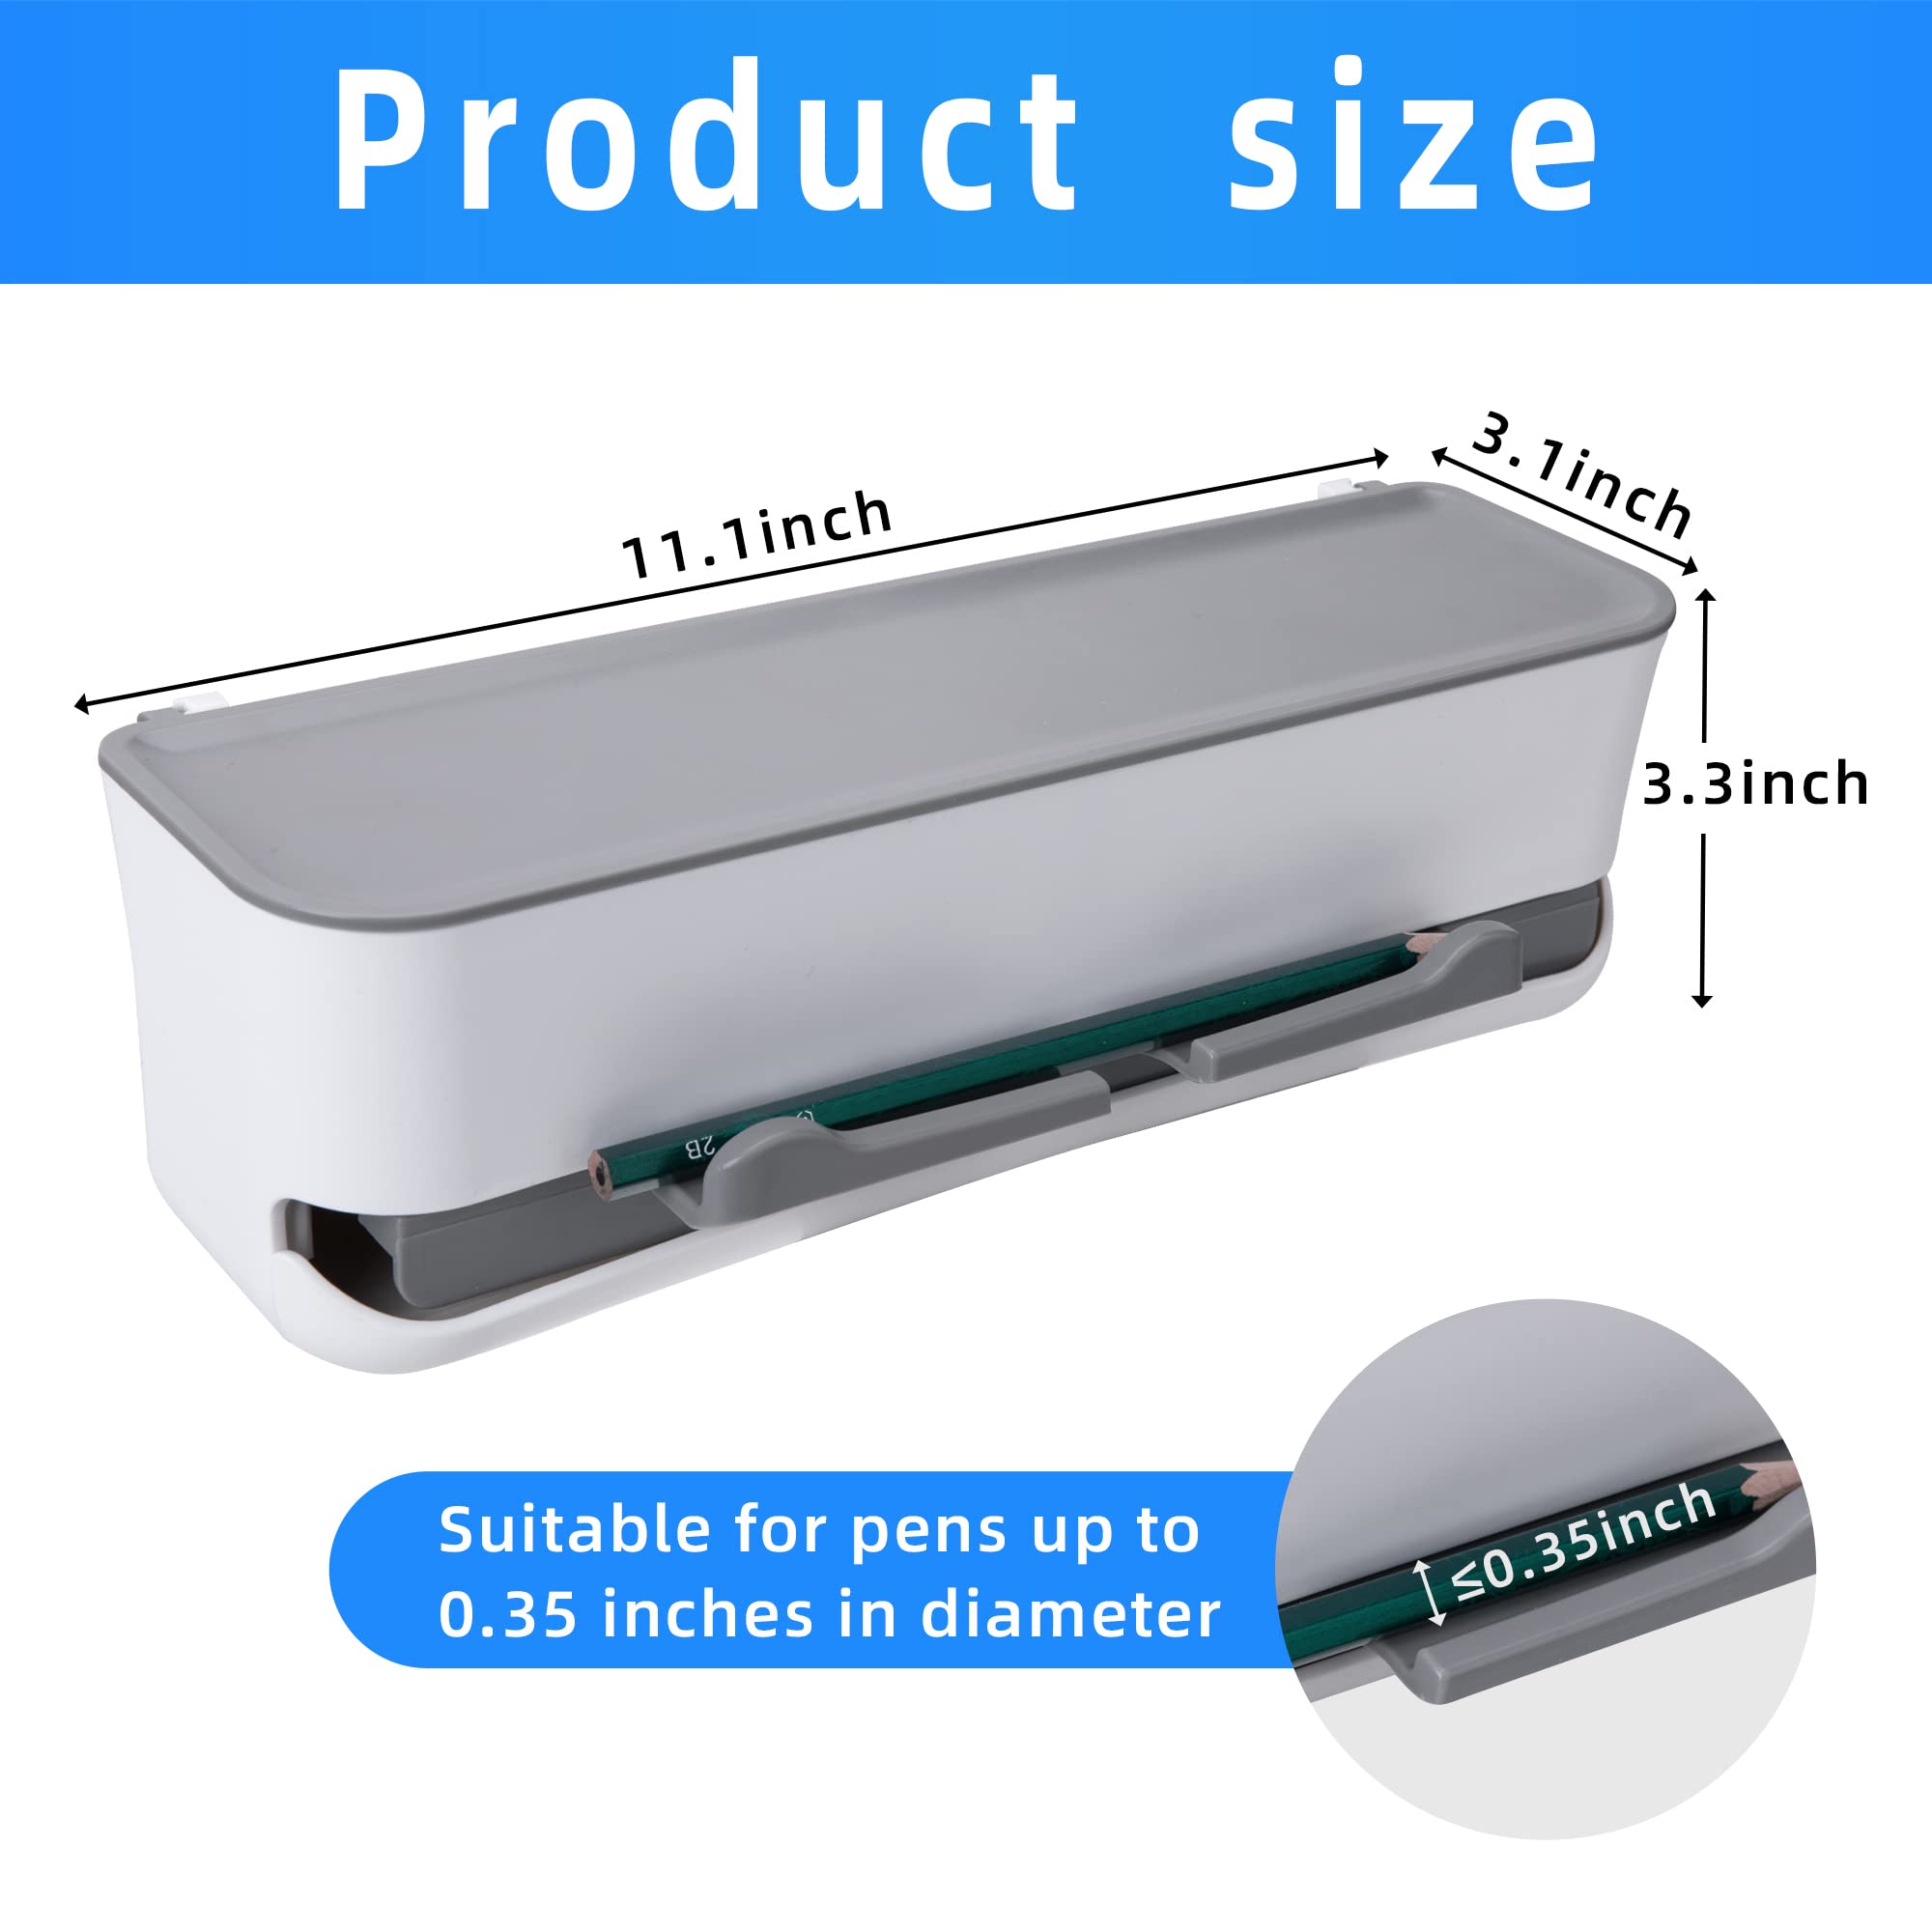 Product size
11.1inch
3.1inch
3.3inch
2B
Suitable for pens up to
0.35 inches in diameter
≤0.35inch